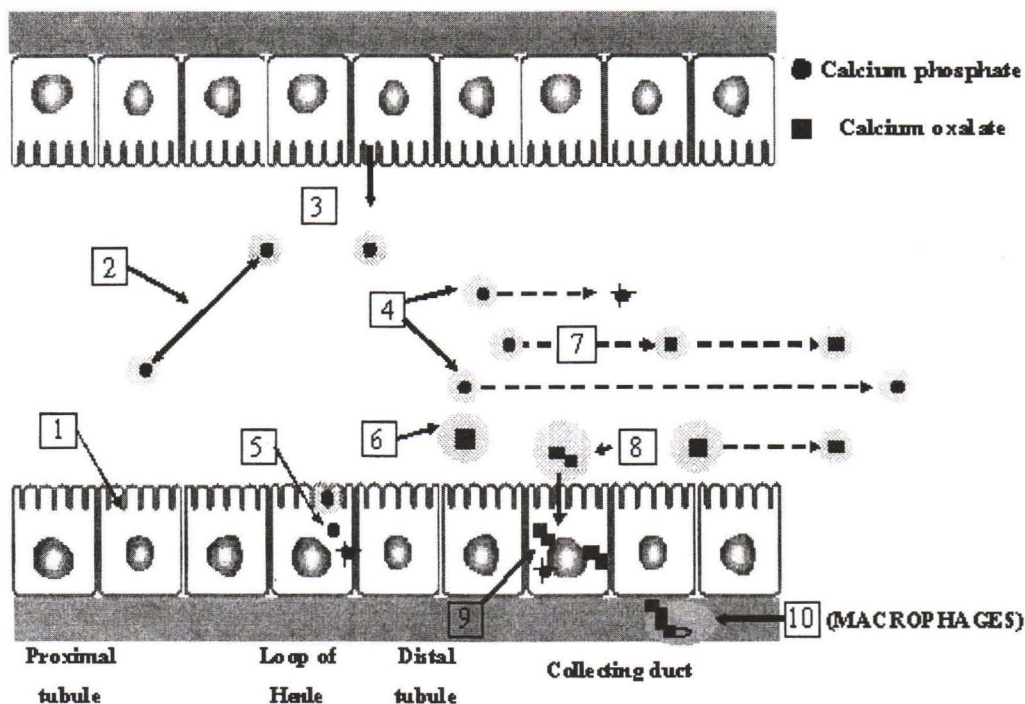 Calcium phosphate
Calcium oxalate
3
2
4
7
1
5
6
8
9
10 (MACROPHAGES)
Proximal tubule
Loop of Henle
Distal tubule
Collecting duct